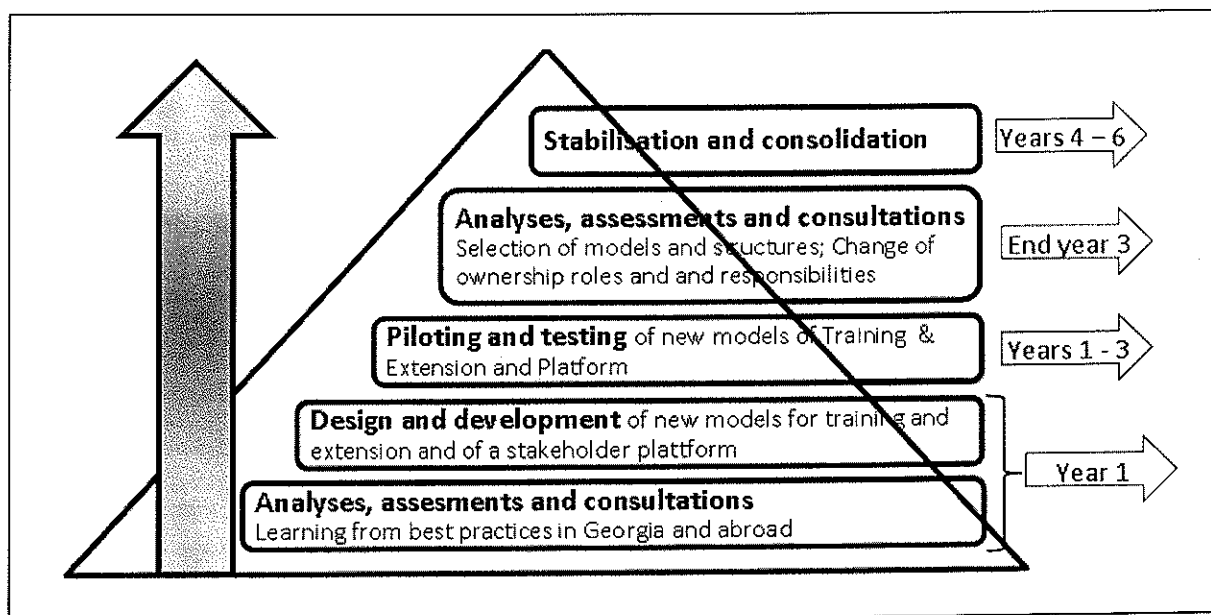 Stabilisation and consolidation
Years 4 – 6
Analyses, assessments and consultations
Selection of models and structures; Change of
ownership roles and and responsibilities
End year 3
Piloting and testing of new models of Training &
Extension and Platform
Years 1 - 3
Design and development of new models for training and
extension and of a stakeholder plattform
Analyses, assesments and consultations
Learning from best practices in Georgia and abroad
Year 1